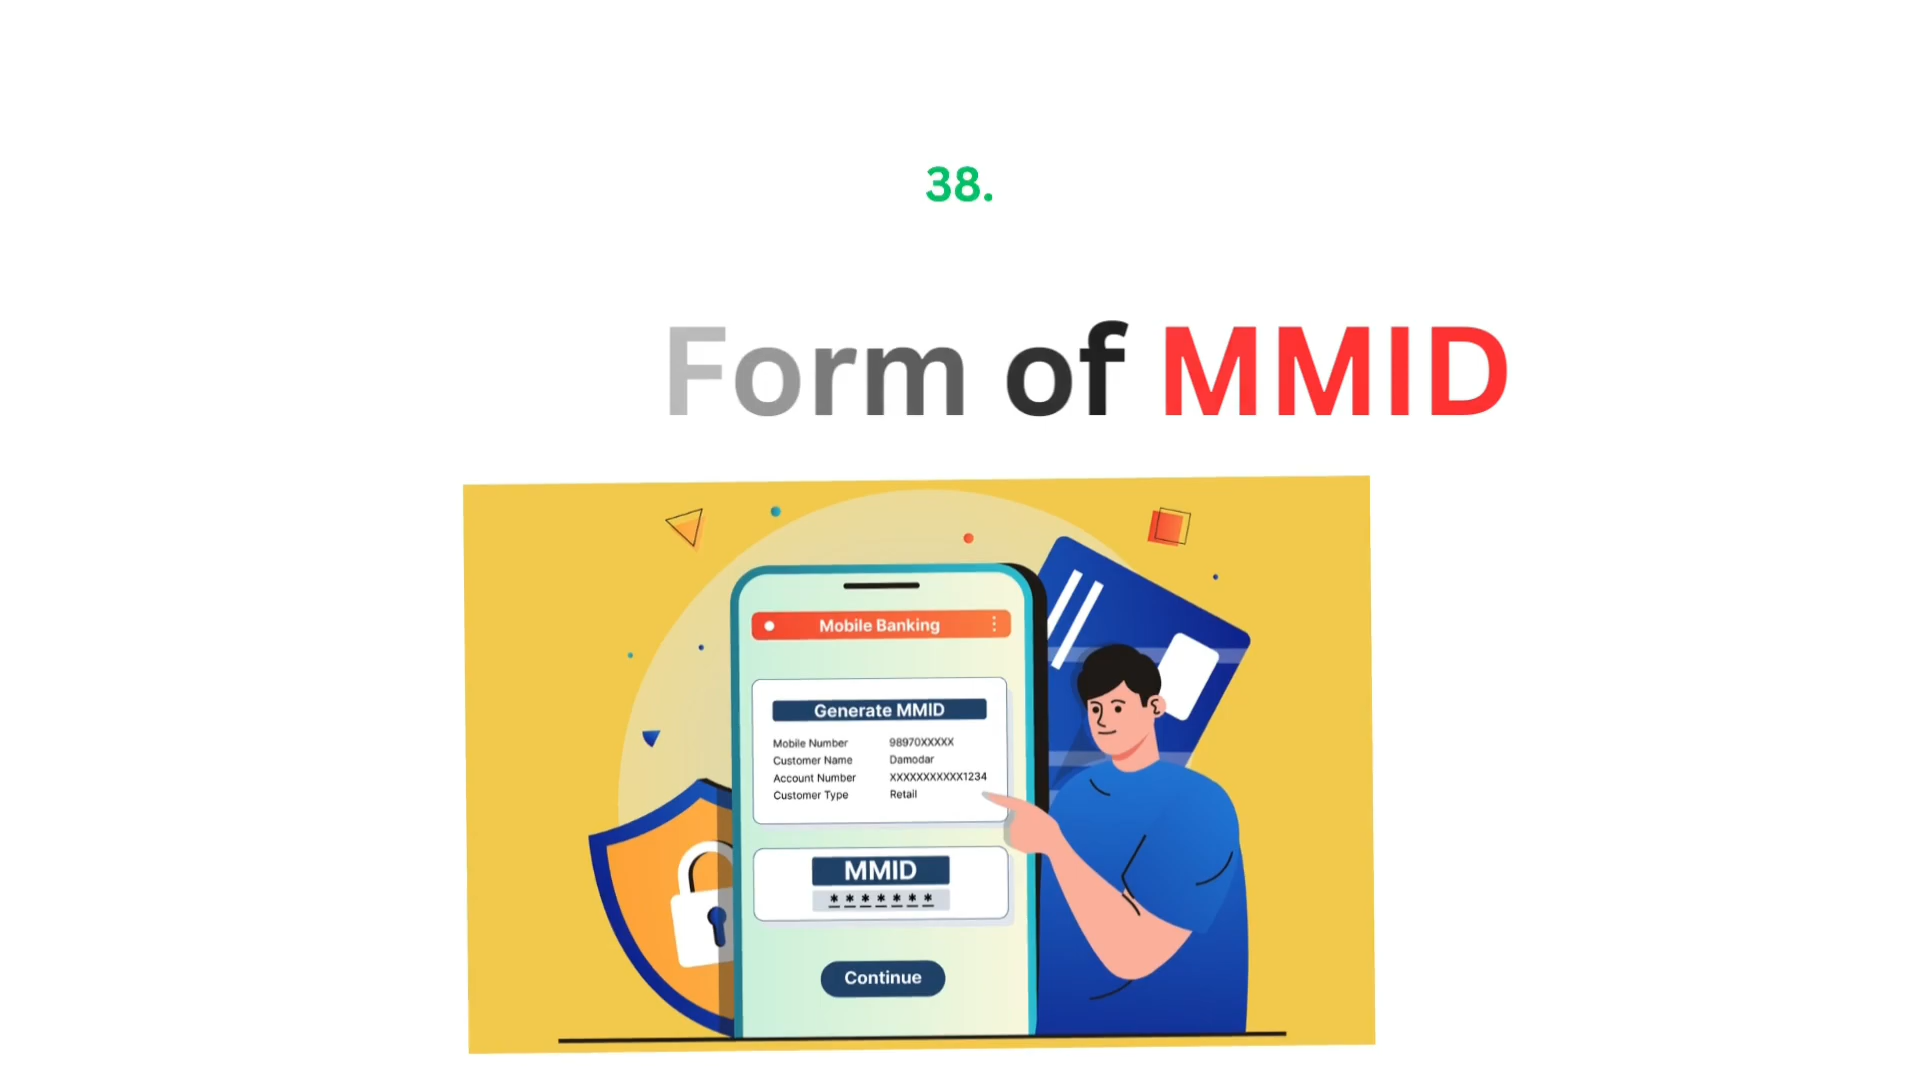 38.
Form of MMID
Mobile Banking
Generate MMID
Mobile Number 98970XXXXX
Customer Name Damodar
Account Number XXXXXXXXXXX1234
Customer Type Retail
MMID
* * * * * * *
Continue